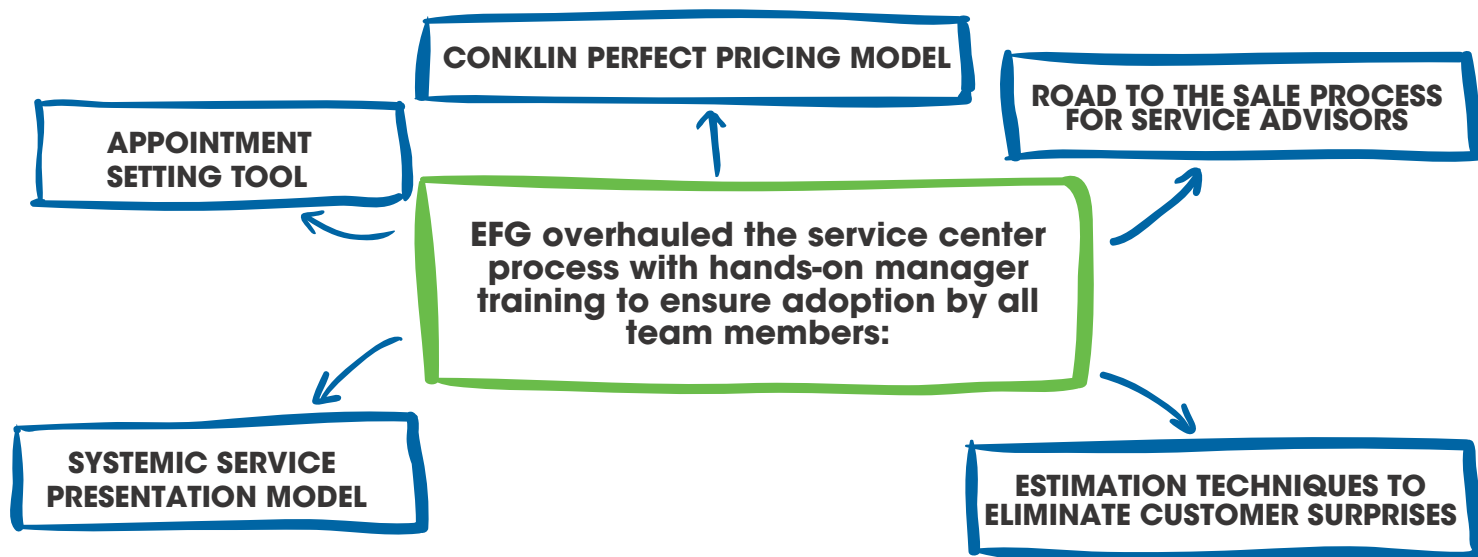 CONKLIN PERFECT PRICING MODEL
ROAD TO THE SALE PROCESS
FOR SERVICE ADVISORS
APPOINTMENT
SETTING TOOL
EFG overhauled the service center
process with hands-on manager
training to ensure adoption by all
team members:
SYSTEMIC SERVICE
PRESENTATION MODEL
ESTIMATION TECHNIQUES TO
ELIMINATE CUSTOMER SURPRISES